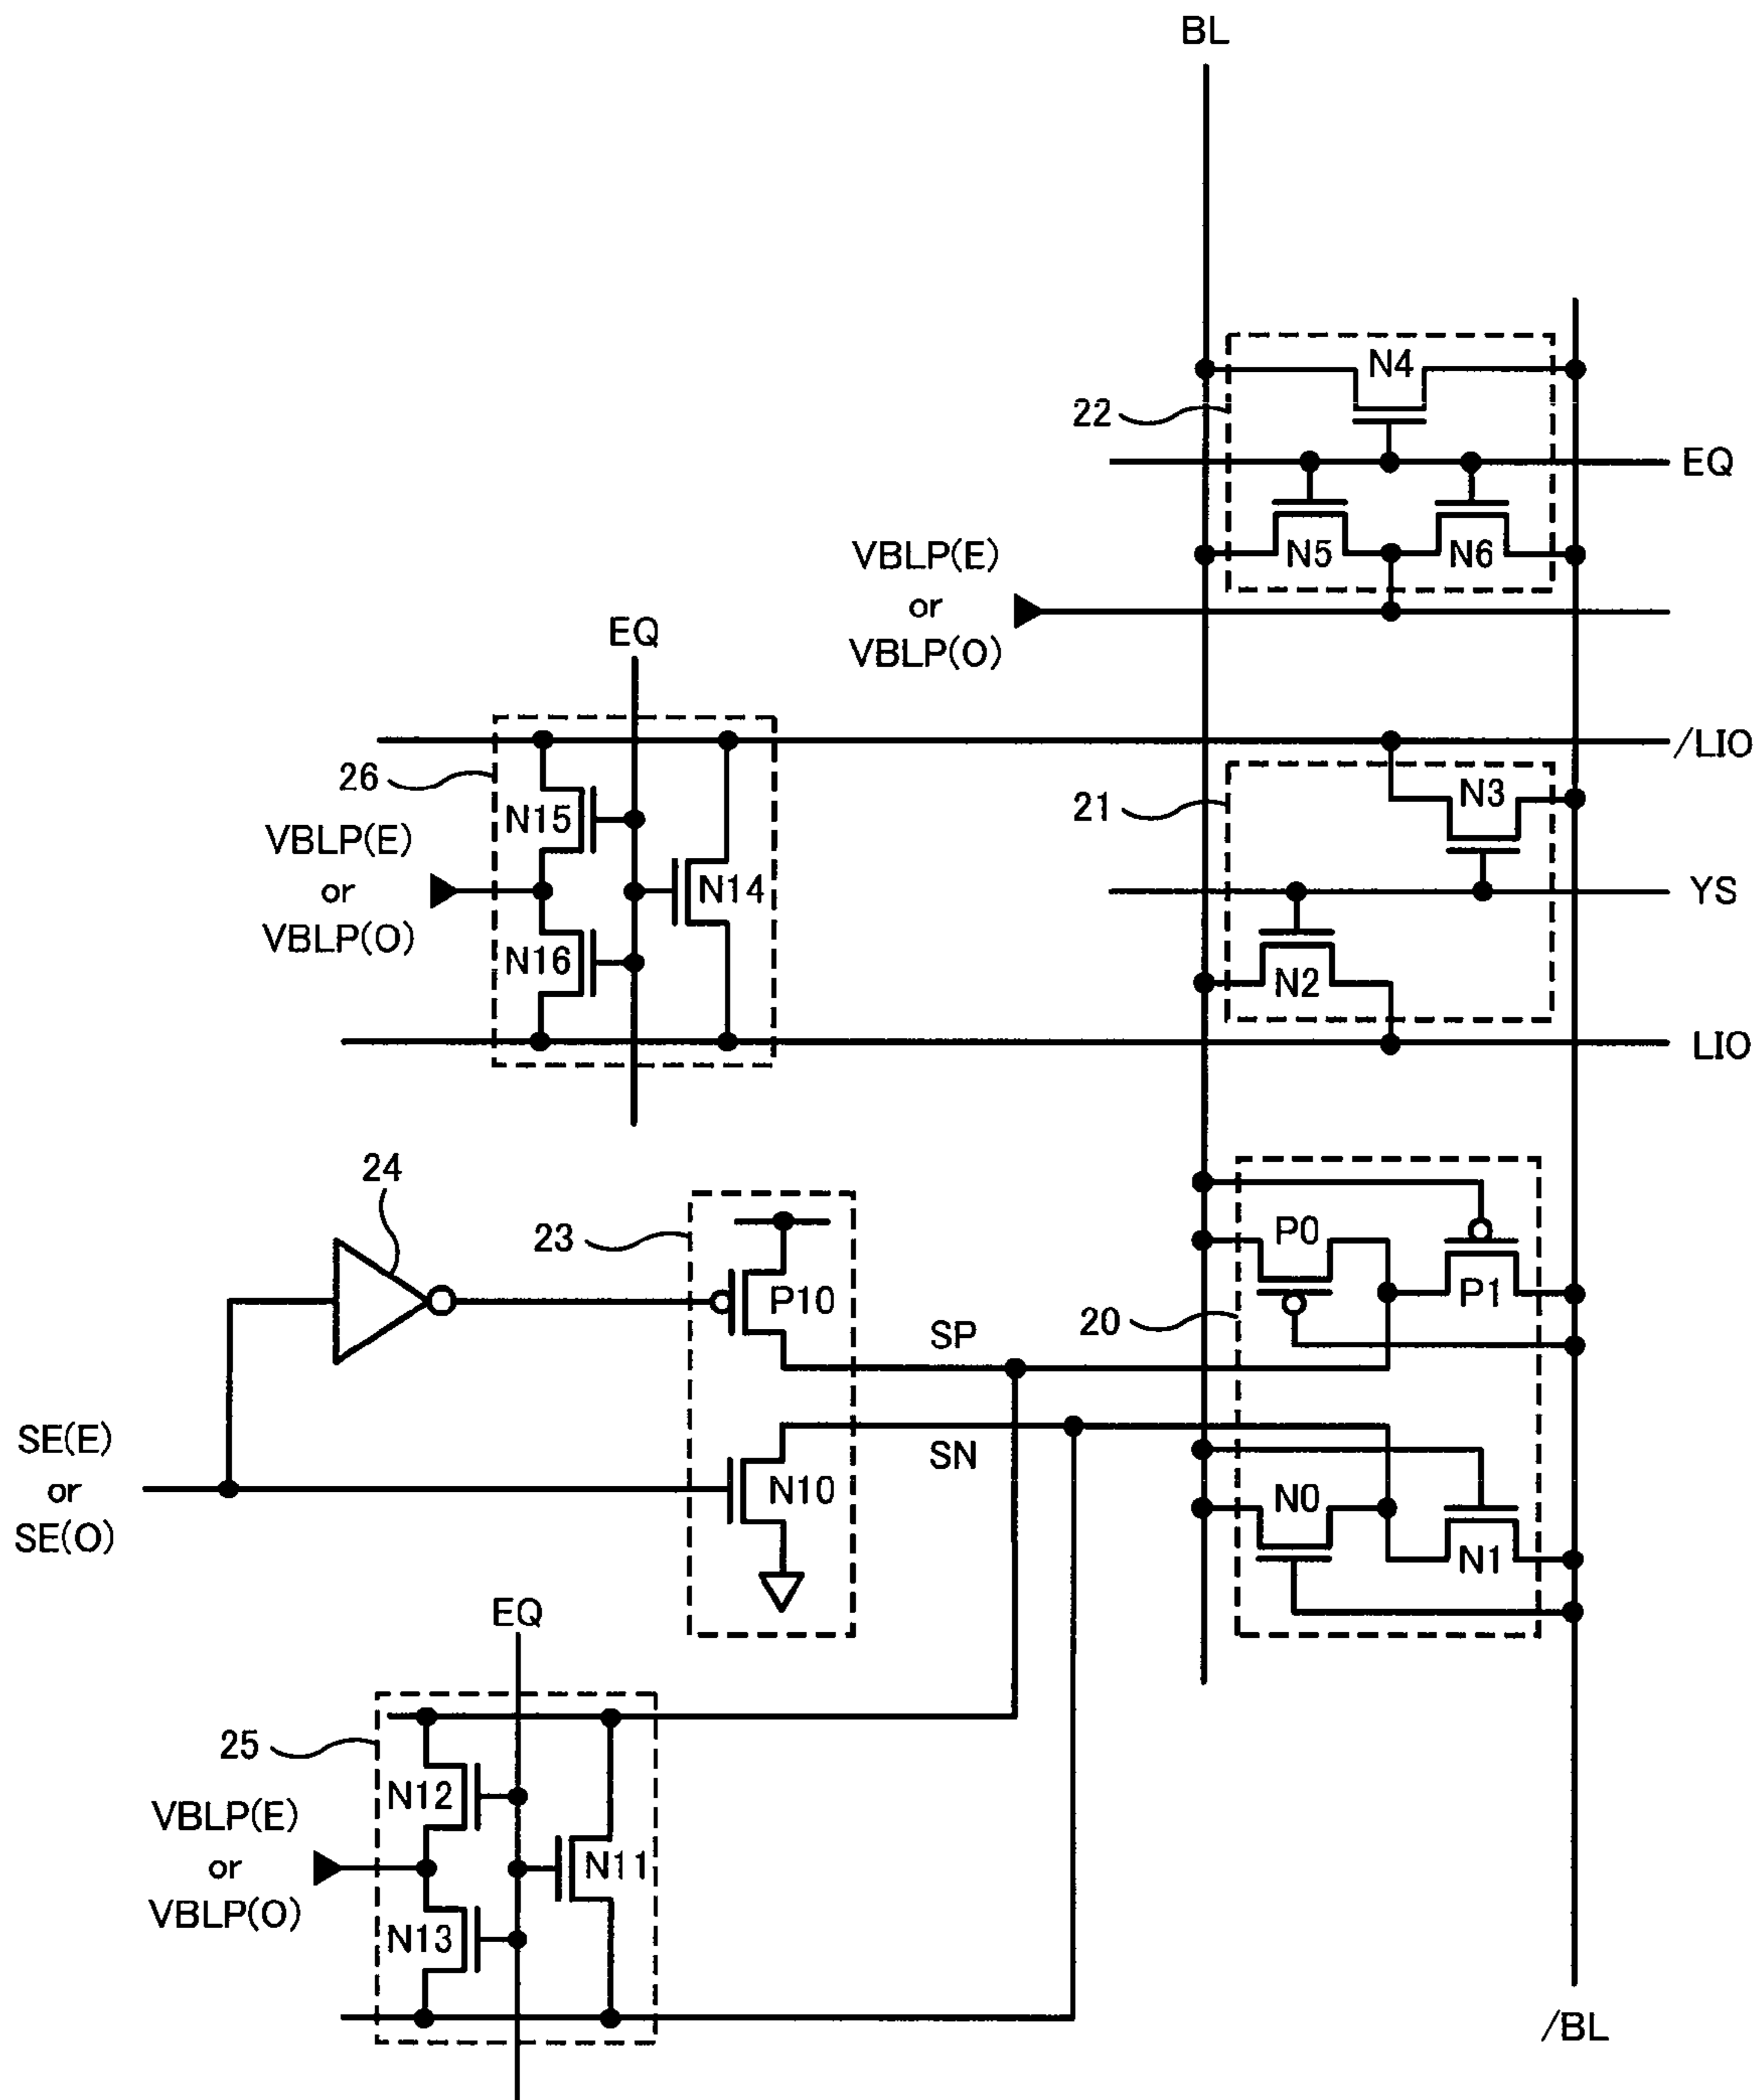 BL
N4
22
EQ
N5
N6
VBLP(E)
or
VBLP(O)
EQ
/LIO
26
N15
21
N3
VBLP(E)
or
VBLP(O)
N14
YS
N16
N2
LIO
24
23
P0
P10
P1
20
SP
SE(E)
or
SE(O)
SN
N10
N0
N1
EQ
25
N12
VBLP(E)
or
VBLP(O)
N11
N13
/BL